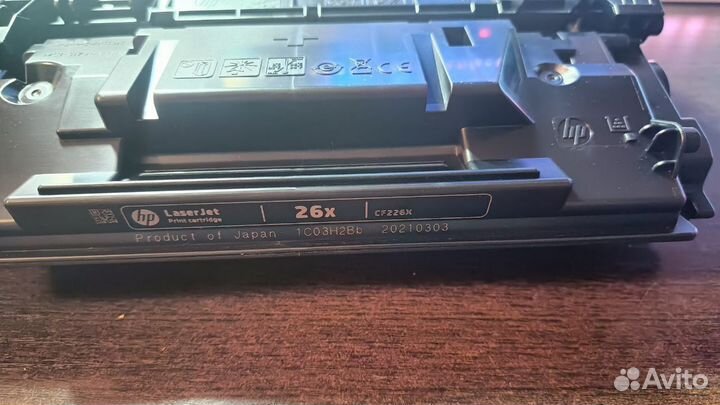 hp
hp LaserJet Print cartridge 26x CF226X
Product of Japan 1C03H2Bb 20210303
Avito